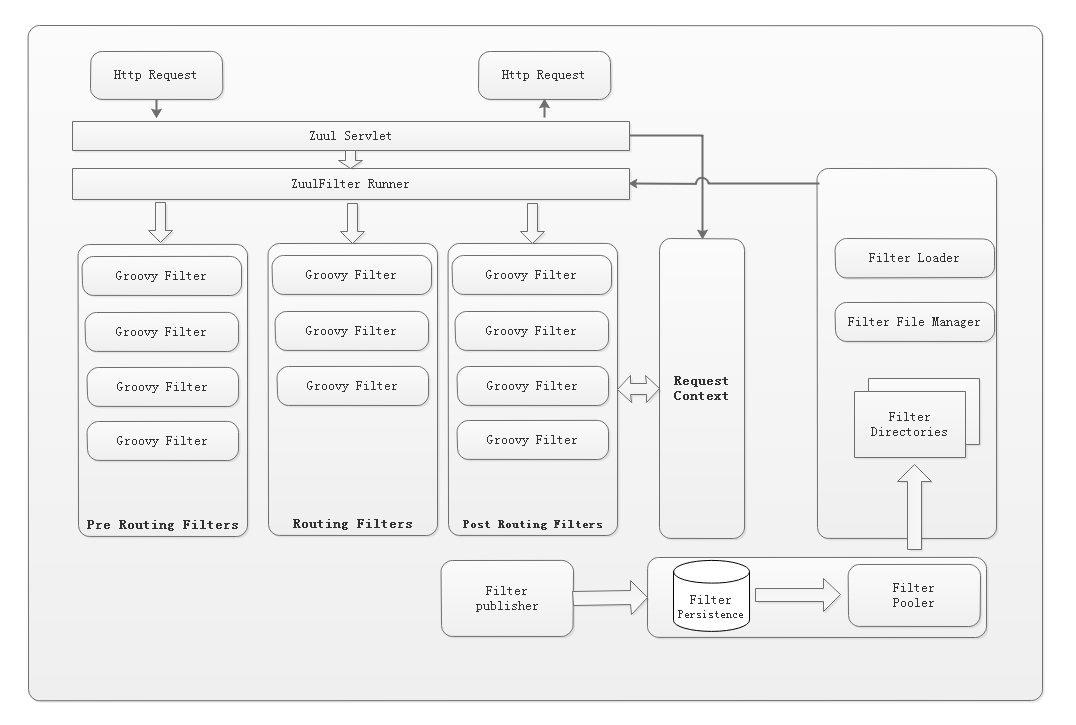 Http Request
Http Request
Zuul Servlet
ZuulFilter Runner
Groovy Filter
Groovy Filter
Groovy Filter
Groovy Filter
Pre Routing Filters
Groovy Filter
Groovy Filter
Groovy Filter
Routing Filters
Groovy Filter
Groovy Filter
Groovy Filter
Groovy Filter
Post Routing Filters
Request
Context
Filter Loader
Filter File Manager
Filter
Directories
Filter
publisher
Filter
Persistence
Filter
Pooler